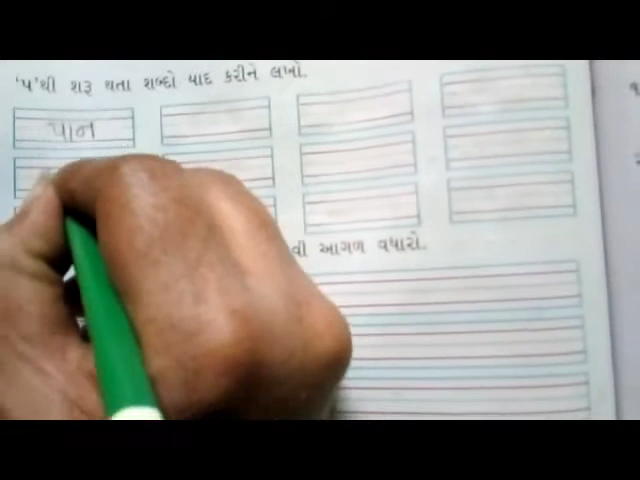 'પ'થી શરૂ થતા શબ્દો યાદ કરીને લખો.
પાન
વી આગળ વધારો.